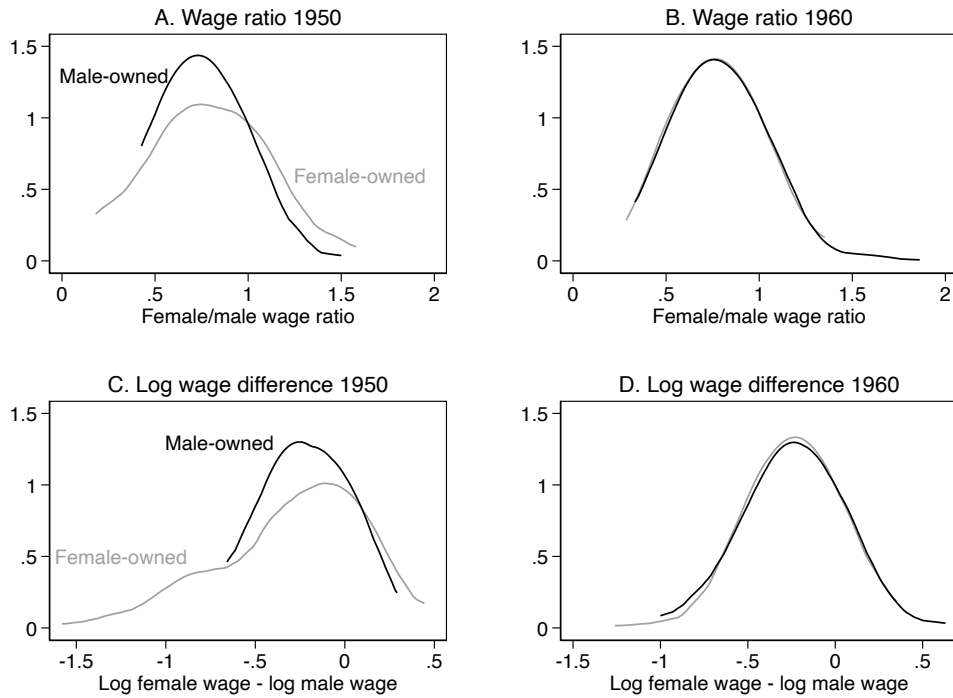 A. Wage ratio 1950
1.5
1
.5
0
Male-owned
Female-owned
0 .5 1 1.5 2
Female/male wage ratio
B. Wage ratio 1960
1.5
1
.5
0
0 .5 1 1.5 2
Female/male wage ratio
C. Log wage difference 1950
1.5
1
.5
0
Male-owned
Female-owned
-1.5 -1 -.5 0 .5
Log female wage - log male wage
D. Log wage difference 1960
1.5
1
.5
0
-1.5 -1 -.5 0 .5
Log female wage - log male wage